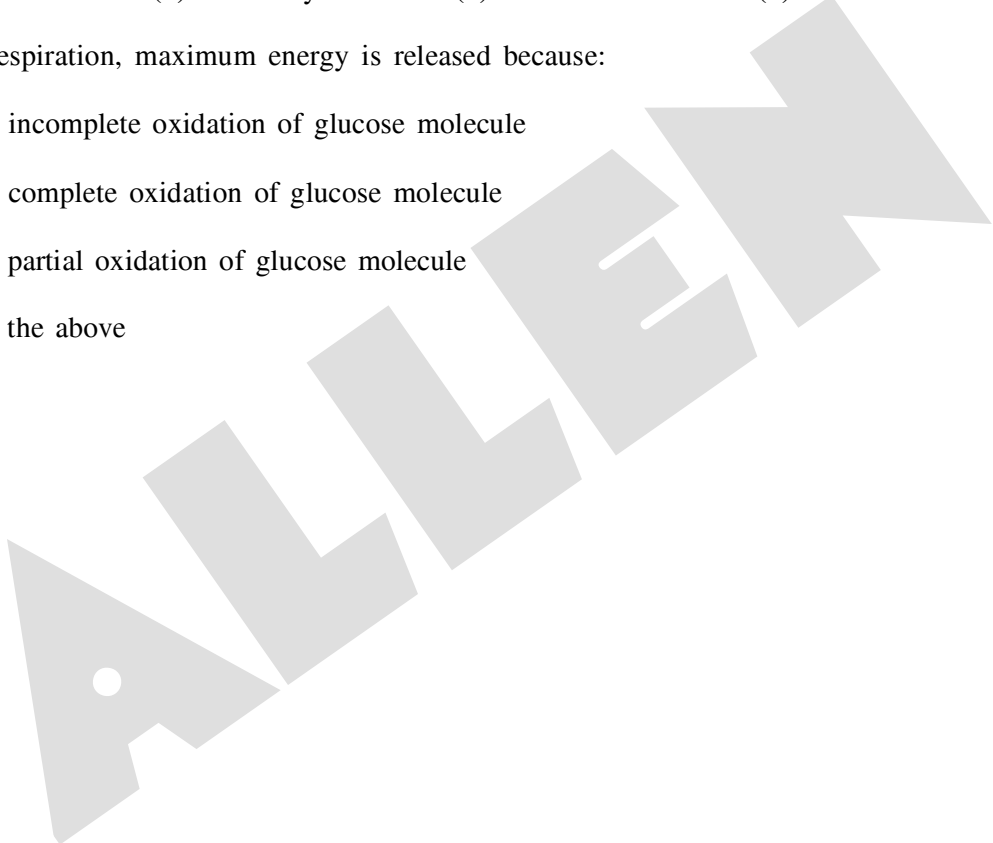 espiration, maximum energy is released because:
incomplete oxidation of glucose molecule
complete oxidation of glucose molecule
partial oxidation of glucose molecule
the above
ALLEN